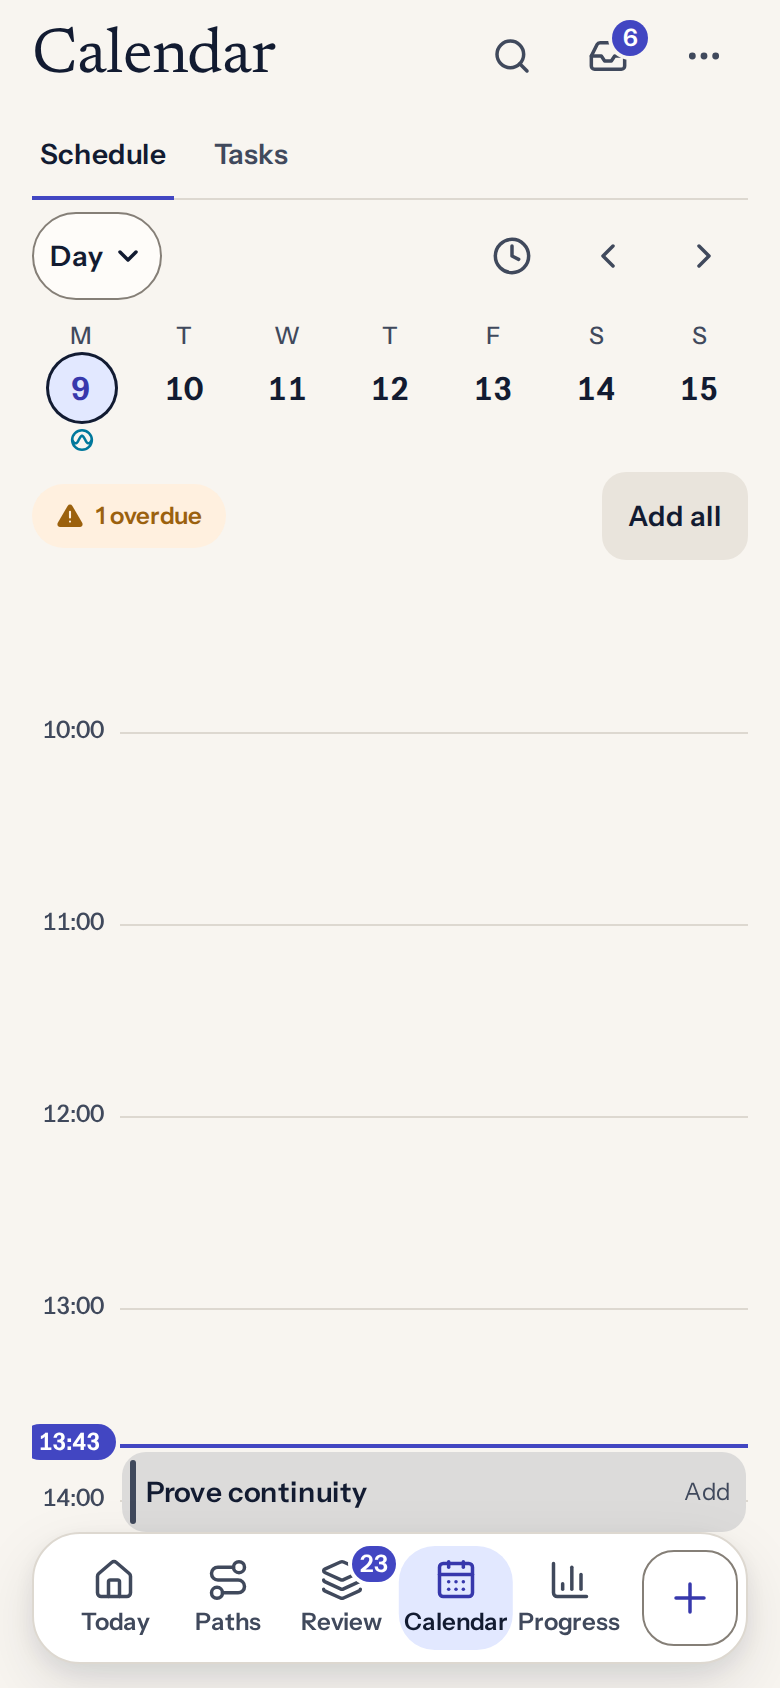 Calendar
6
Schedule Tasks
Day
M T W T F S S
9 10 11 12 13 14 15
1 overdue
Add all
10:00
11:00
12:00
13:00
13:43
14:00
Prove continuity Add
23
Today Paths Review Calendar Progress